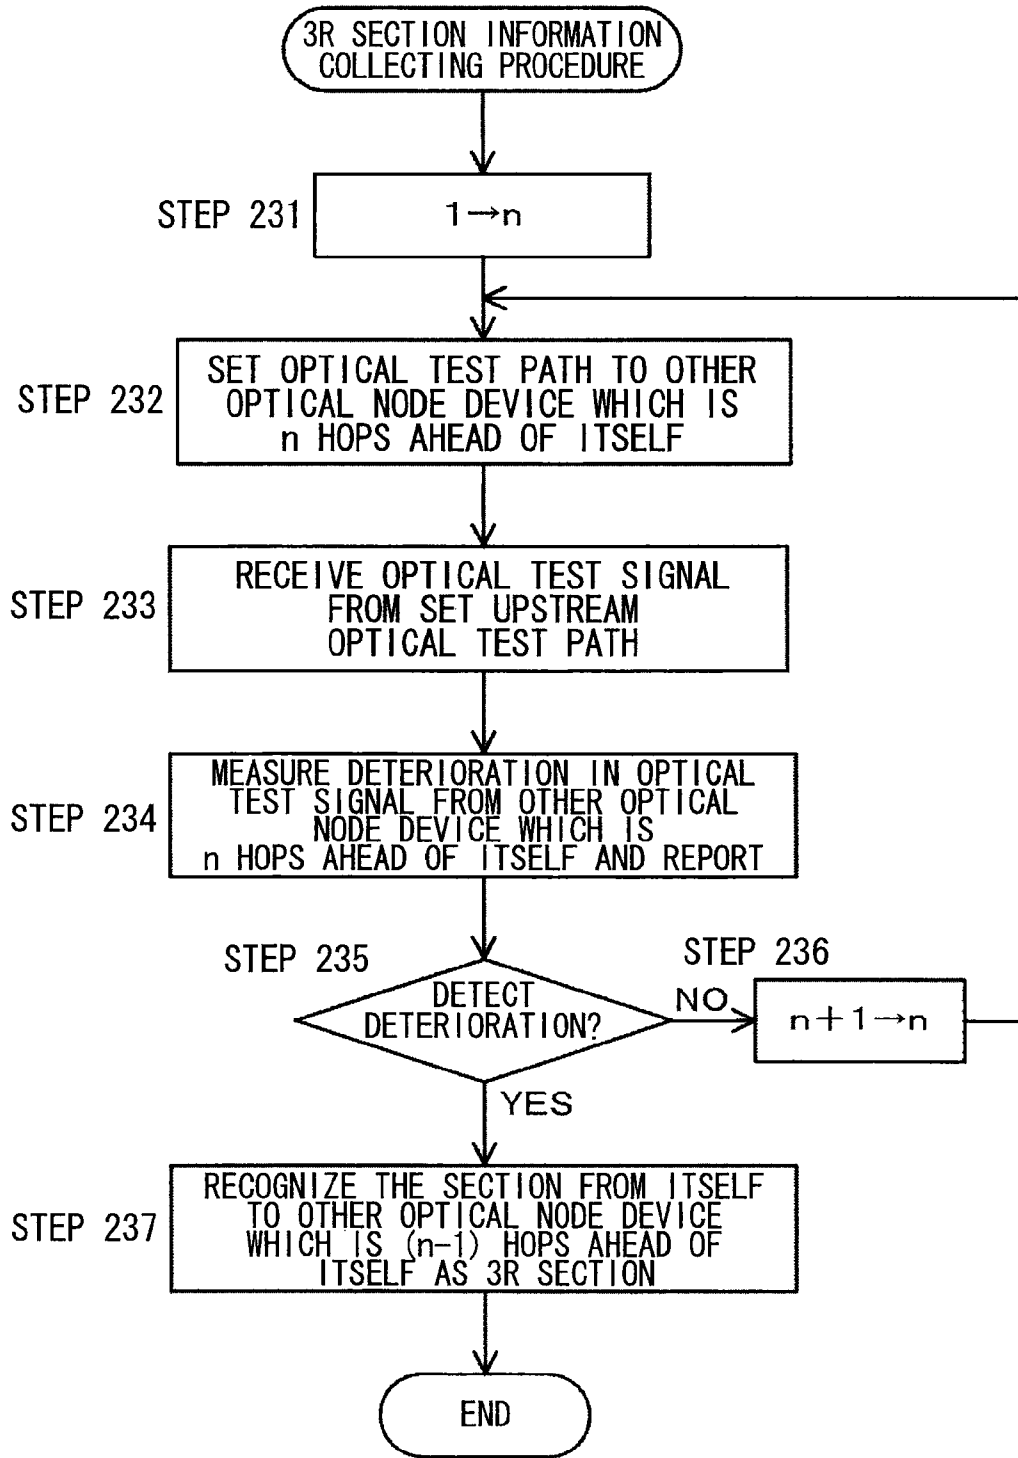 3R SECTION INFORMATION
COLLECTING PROCEDURE
STEP 231
1→n
STEP 232
SET OPTICAL TEST PATH TO OTHER
OPTICAL NODE DEVICE WHICH IS
n HOPS AHEAD OF ITSELF
STEP 233
RECEIVE OPTICAL TEST SIGNAL
FROM SET UPSTREAM
OPTICAL TEST PATH
STEP 234
MEASURE DETERIORATION IN OPTICAL
TEST SIGNAL FROM OTHER OPTICAL
NODE DEVICE WHICH IS
n HOPS AHEAD OF ITSELF AND REPORT
STEP 235
DETECT
DETERIORATION?
NO
STEP 236
n+1→n
YES
STEP 237
RECOGNIZE THE SECTION FROM ITSELF
TO OTHER OPTICAL NODE DEVICE
WHICH IS (n-1) HOPS AHEAD OF
ITSELF AS 3R SECTION
END